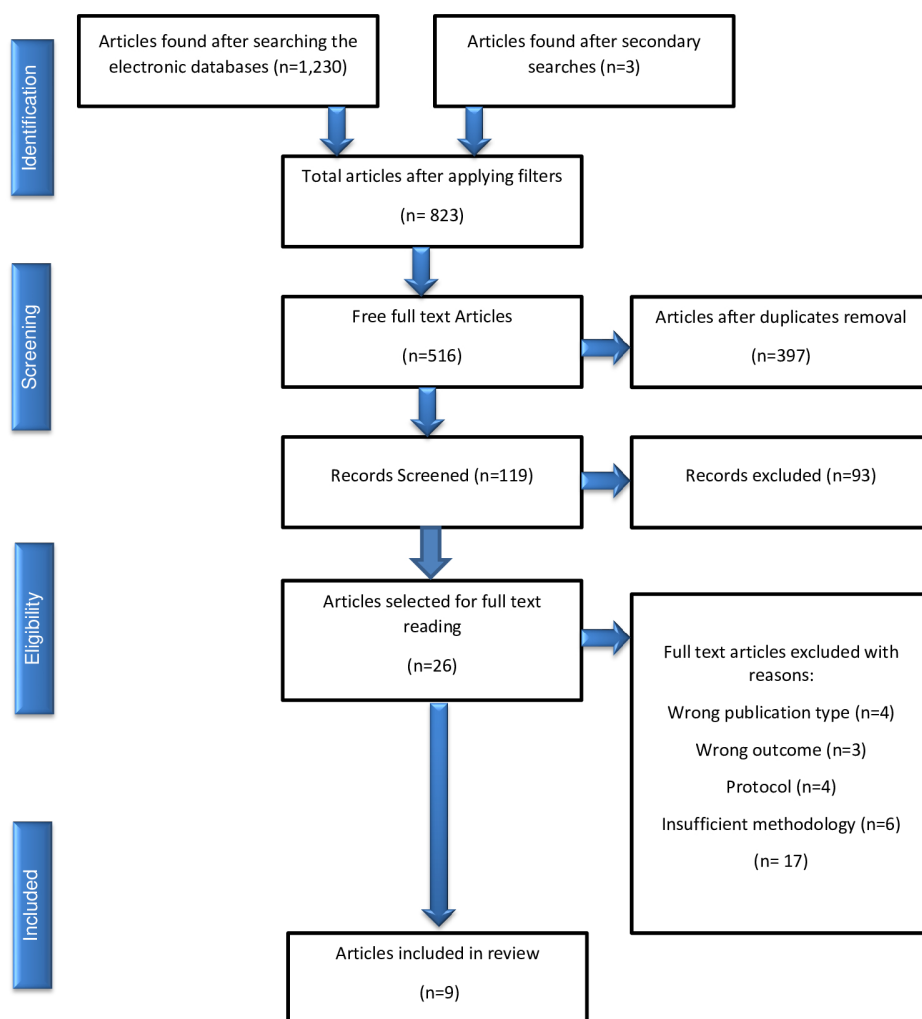 Identification
Articles found after searching the
electronic databases (n=1,230)
Articles found after secondary
searches (n=3)
Total articles after applying filters
(n= 823)
Screening
Free full text Articles
(n=516)
Articles after duplicates removal
(n=397)
Records Screened (n=119)
Records excluded (n=93)
Eligibility
Articles selected for full text
reading
(n=26)
Full text articles excluded with
reasons:
Wrong publication type (n=4)
Wrong outcome (n=3)
Protocol (n=4)
Insufficient methodology (n=6)
(n= 17)
Included
Articles included in review
(n=9)